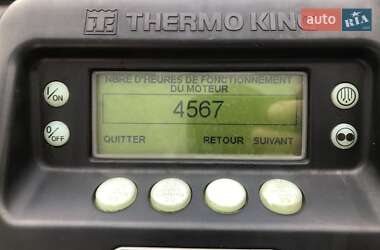 THERMO KING
auto RIA
NBRE D'HEURES DE FONCTIONNEMENT
DU MOTEUR
4567
QUITTER RETOUR SUIVANT
I/ON
O/OFF